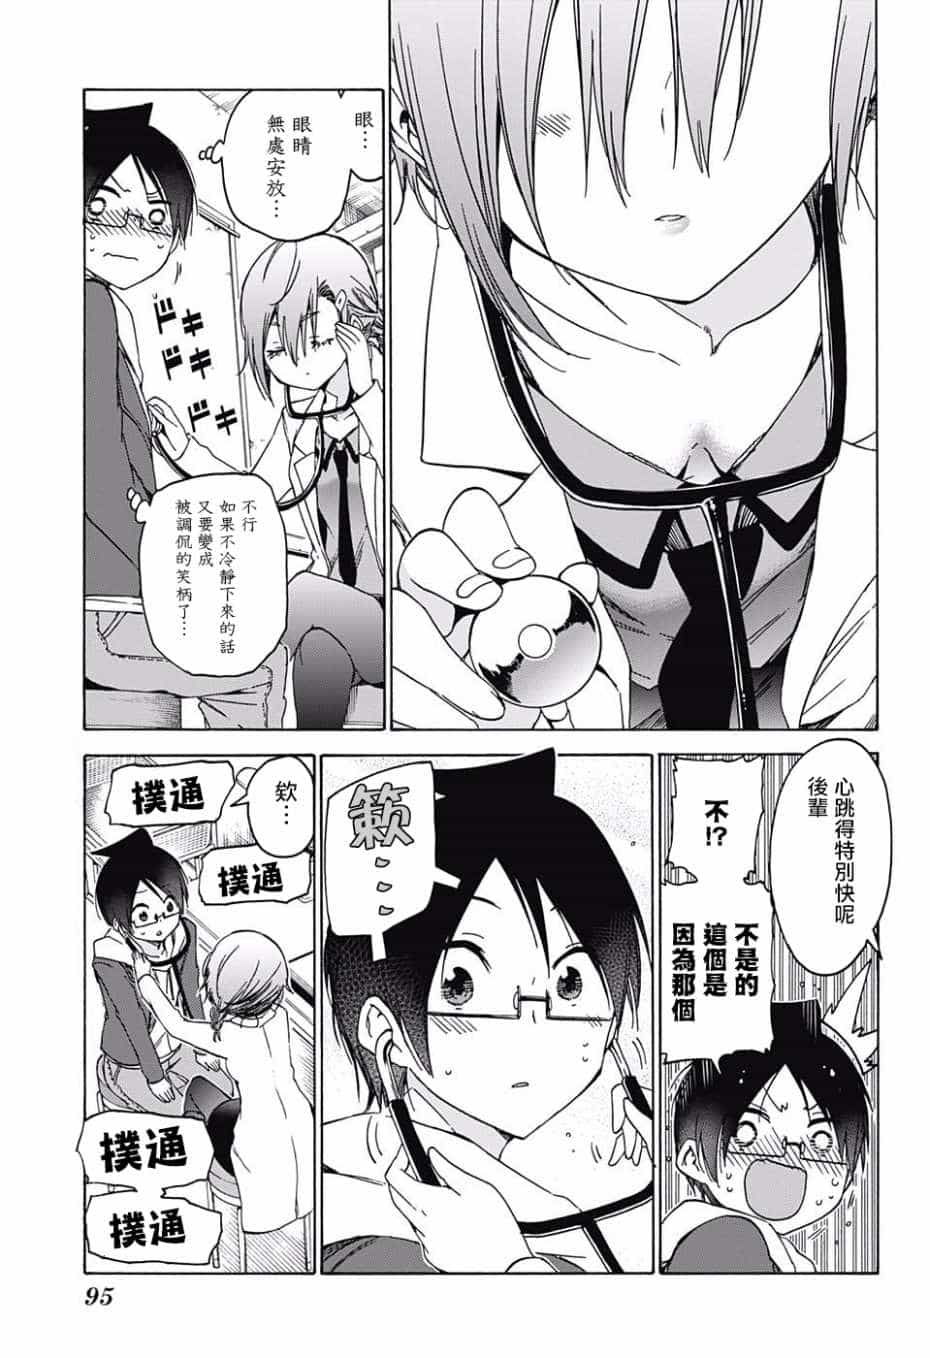 眼…
眼睛
無處安放…
ドキ
ドキ
ドキ
不行
如果不冷靜下來的話
又要變成
被調侃的笑柄了…
心跳得特別快呢
後輩
不!?
不是的
這個是
因為那個
籁…
欸…
撲通
撲通
撲通
撲通
95